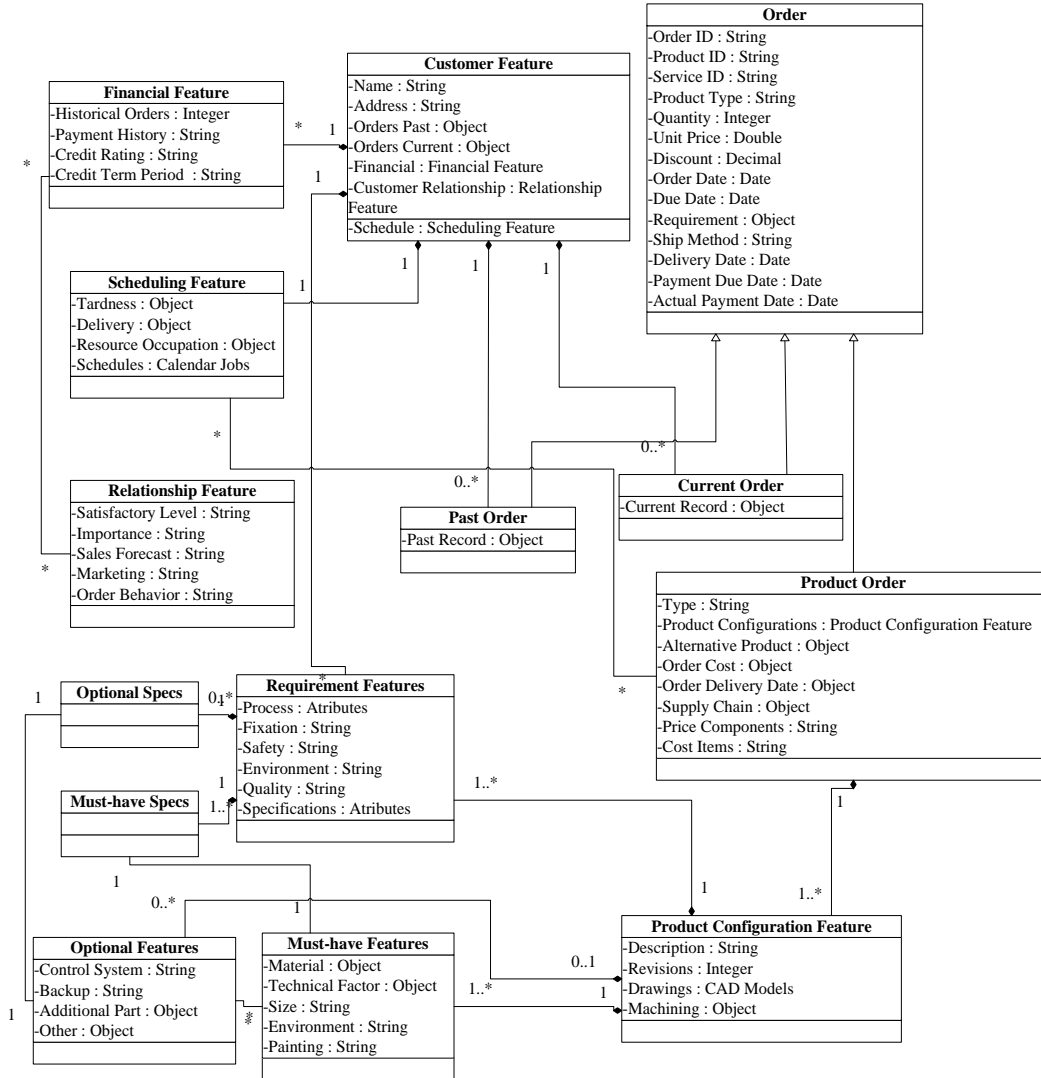 Order
-Order ID : String
-Product ID : String
-Service ID : String
-Product Type : String
-Quantity : Integer
-Unit Price : Double
-Discount : Decimal
-Order Date : Date
-Due Date : Date
-Requirement : Object
-Ship Method : String
-Delivery Date : Date
-Payment Due Date : Date
-Actual Payment Date : Date
Customer Feature
-Name : String
-Address : String
-Orders Past : Object
-Orders Current : Object
-Financial : Financial Feature
-Customer Relationship : Relationship
Feature
-Schedule : Scheduling Feature
Financial Feature
-Historical Orders : Integer
-Payment History : String
-Credit Rating : String
-Credit Term Period : String
*
1
*
1
1
1
1
1
Scheduling Feature
-Tardness : Object
-Delivery : Object
-Resource Occupation : Object
-Schedules : Calendar Jobs
*
0..*
0..*
Relationship Feature
-Satisfactory Level : String
-Importance : String
-Sales Forecast : String
-Marketing : String
-Order Behavior : String
*
Past Order
-Past Record : Object
Current Order
-Current Record : Object
Product Order
-Type : String
-Product Configurations : Product Configuration Feature
-Alternative Product : Object
-Order Cost : Object
-Order Delivery Date : Object
-Supply Chain : Object
-Price Components : String
-Cost Items : String
*
*
Optional Specs
1
0..*
1
Requirement Features
-Process : Atributes
-Fixation : String
-Safety : String
-Environment : String
-Quality : String
-Specifications : Atributes
Must-have Specs
1
1..*
1..*
1
1
1
0..*
1
1
1..*
Optional Features
-Control System : String
-Backup : String
-Additional Part : Object
-Other : Object
1
*
*
Must-have Features
-Material : Object
-Technical Factor : Object
-Size : String
-Environment : String
-Painting : String
1..*
0..1
1
Product Configuration Feature
-Description : String
-Revisions : Integer
-Drawings : CAD Models
-Machining : Object